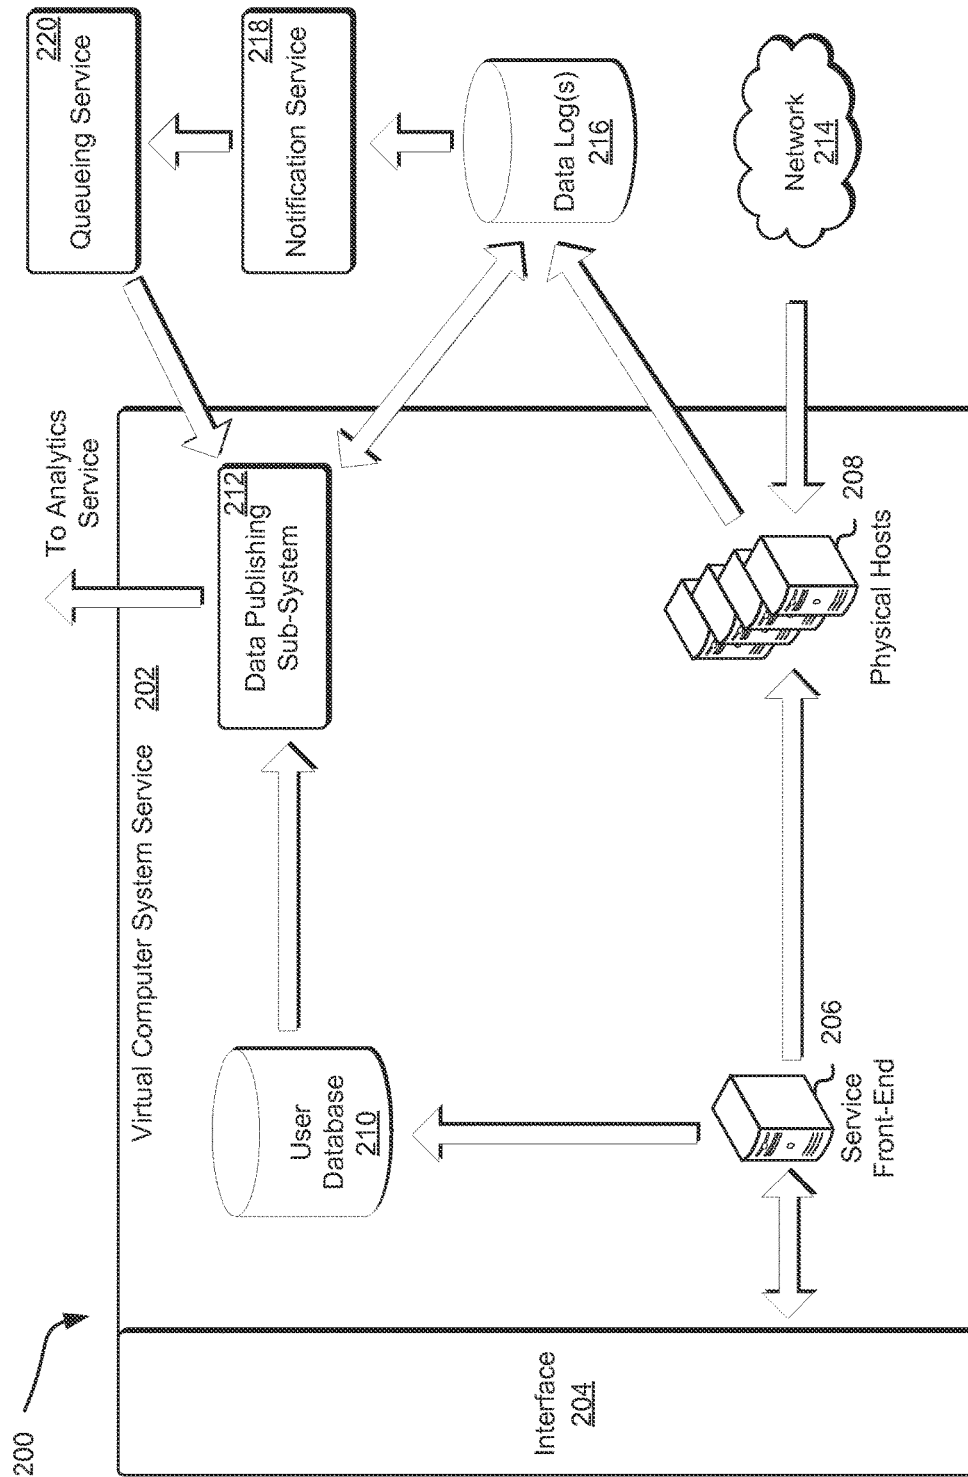 200
Virtual Computer System Service 202
Interface
204
User
Database
210
Service
Front-End
206
Data Publishing
Sub-System
212
To Analytics
Service
Physical Hosts
208
Queueing Service
220
Notification Service
218
Data Log(s)
216
Network
214